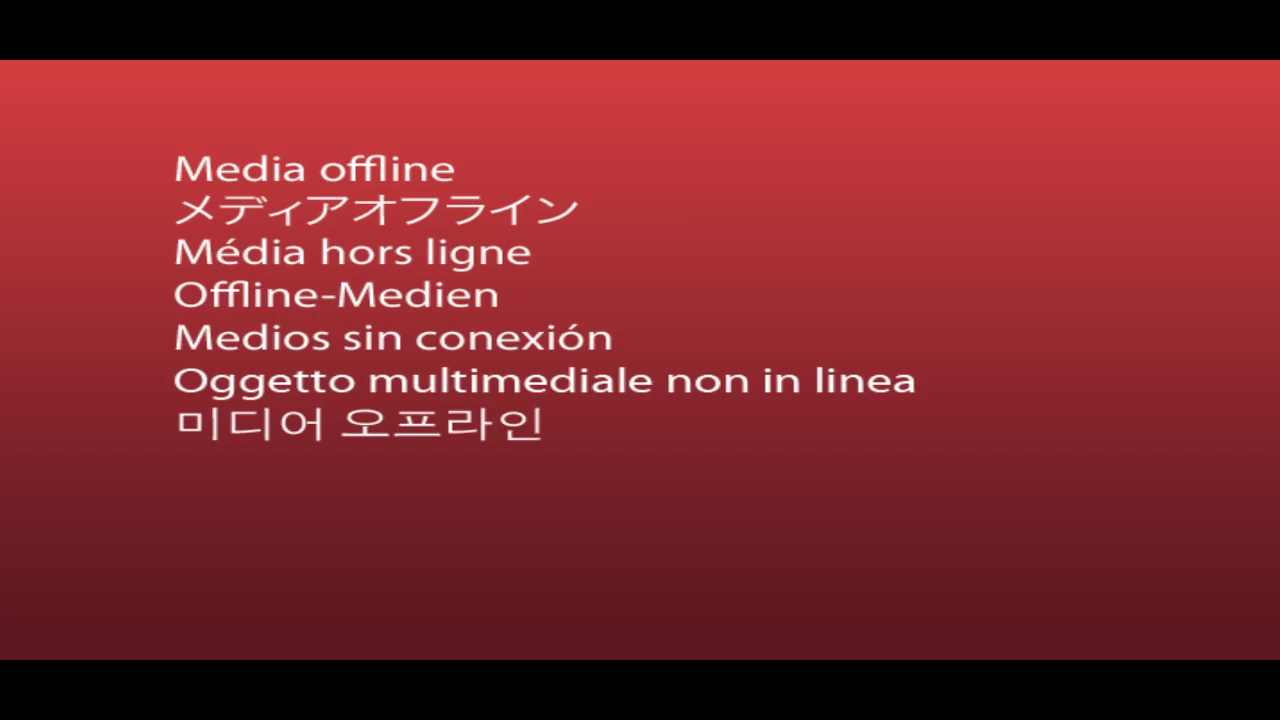 Media offline
メディアオフライン
Média hors ligne
Offline-Medien
Medios sin conexión
Oggetto multimediale non in linea
미디어 오프라인